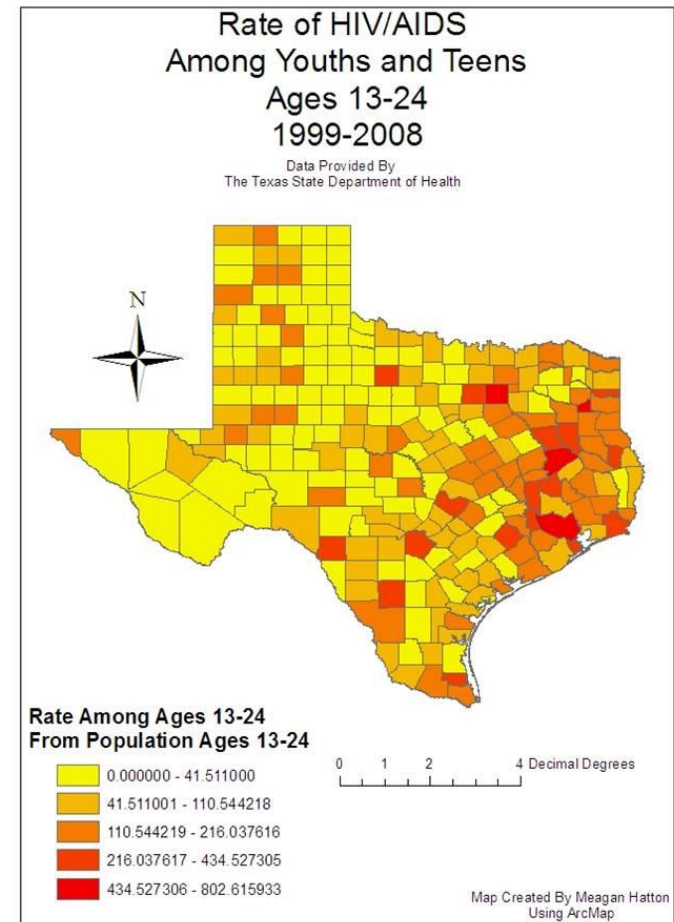 Rate of HIV/AIDS
Among Youths and Teens
Ages 13-24
1999-2008
Data Provided By
The Texas State Department of Health
N
Rate Among Ages 13-24
From Population Ages 13-24
0.000000 - 41.511000
41.511001 - 110.544218
110.544219 - 216.037616
216.037617 - 434.527305
434.527306 - 802.615933
0 1 2 4 Decimal Degrees
Map Created By Meagan Hatton
Using ArcMap